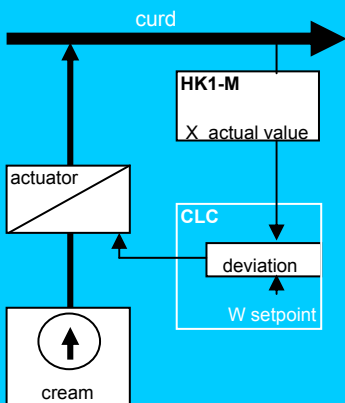 curd
HK1-M
X actual value
actuator
CLC
deviation
W setpoint
cream